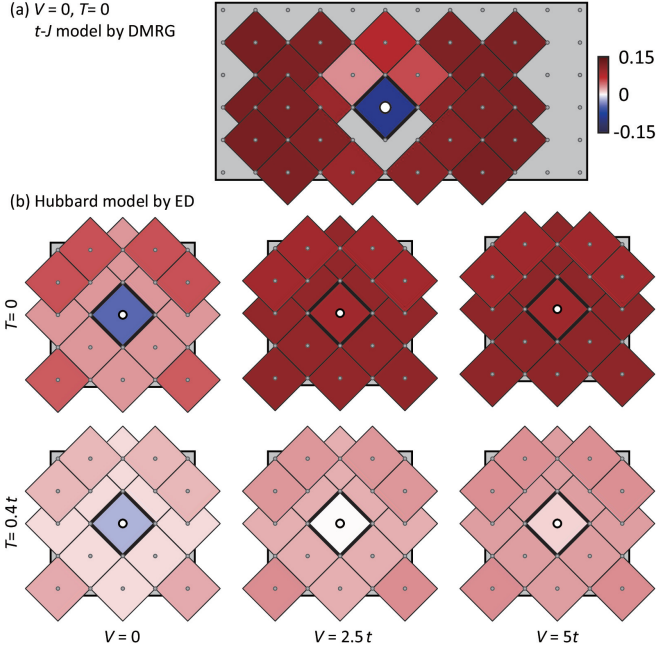 (a) V = 0, T= 0
t-J model by DMRG
0.15
0
-0.15
(b) Hubbard model by ED
T= 0
T= 0.4t
V= 0
V= 2.5t
V= 5t